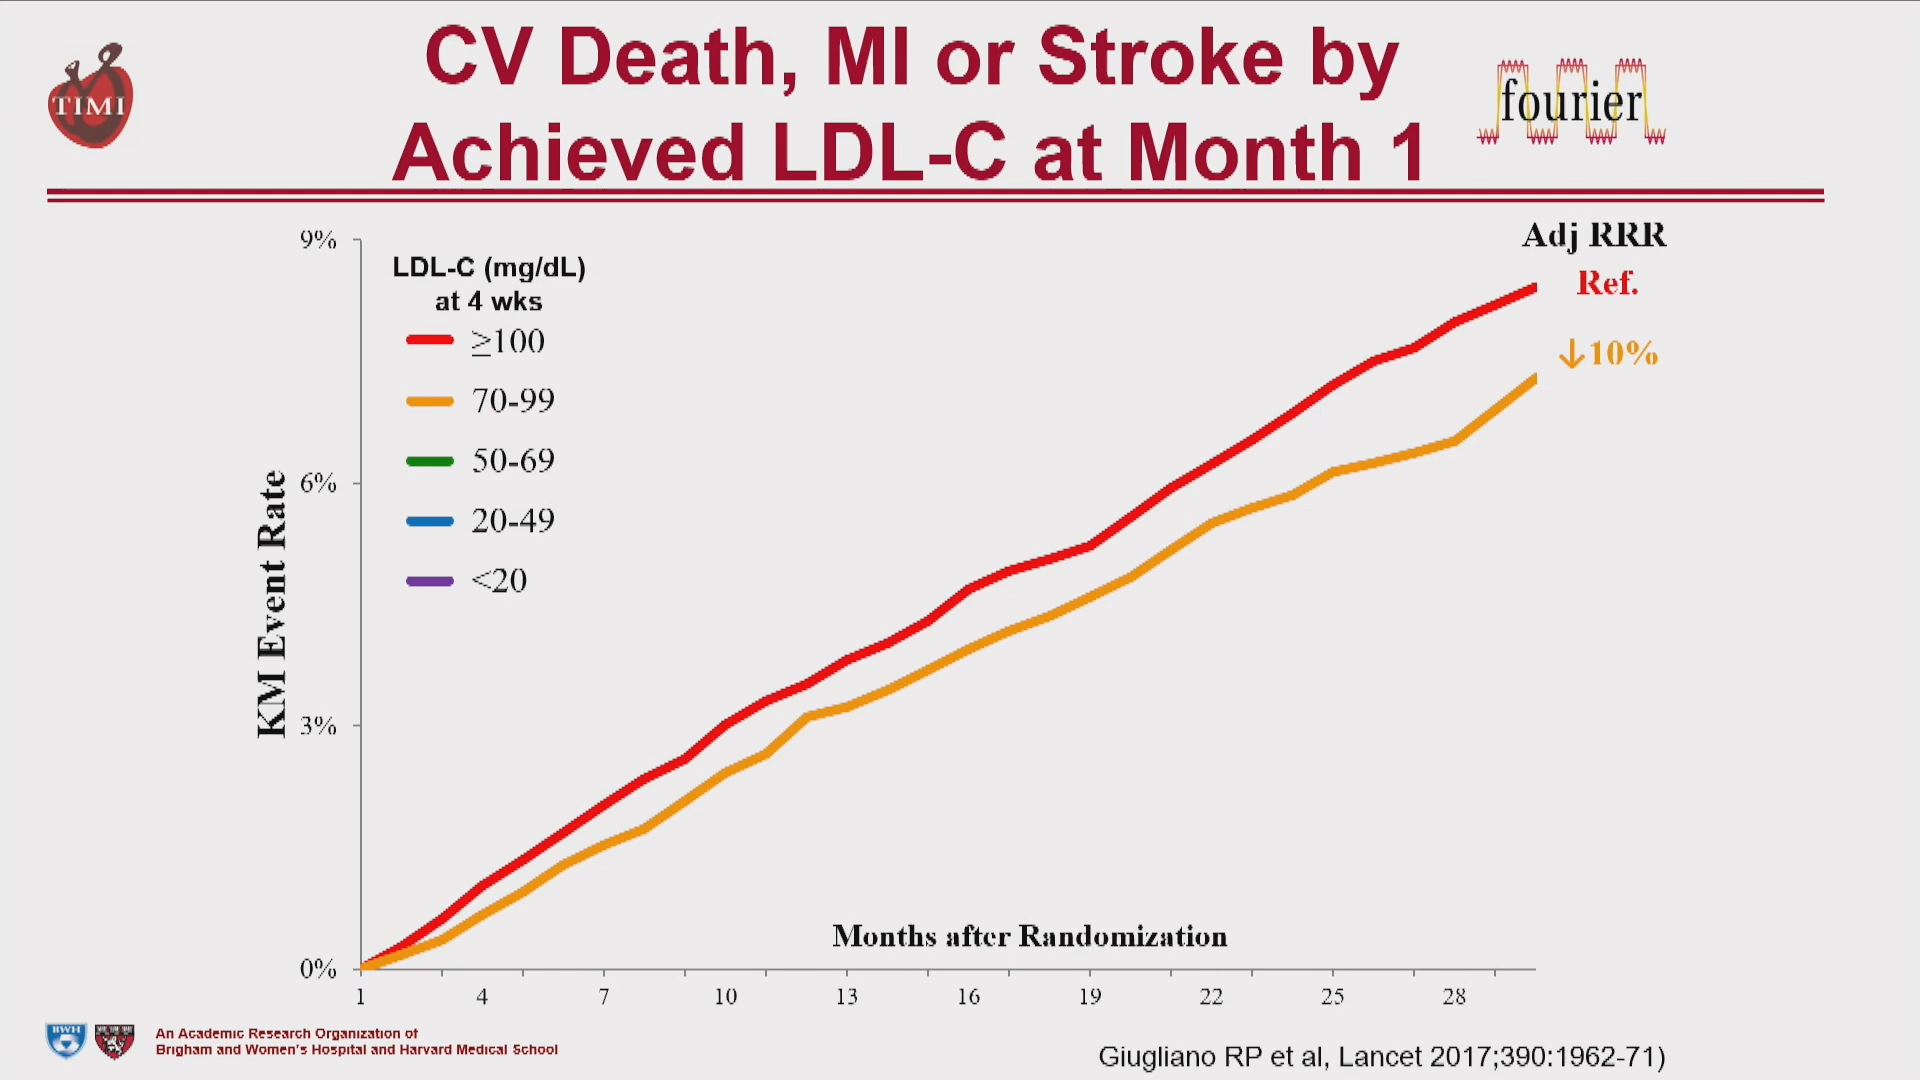 CV Death, MI or Stroke by
Achieved LDL-C at Month 1
TIMI
fourier
Adj RRR
Ref.
↓10%
LDL-C (mg/dL)
at 4 wks
≥100
70-99
50-69
20-49
<20
9%
6%
3%
0%
KM Event Rate
Months after Randomization
1 4 7 10 13 16 19 22 25 28
BWH
An Academic Research Organization of
Brigham and Women's Hospital and Harvard Medical School
Giugliano RP et al, Lancet 2017;390:1962-71)